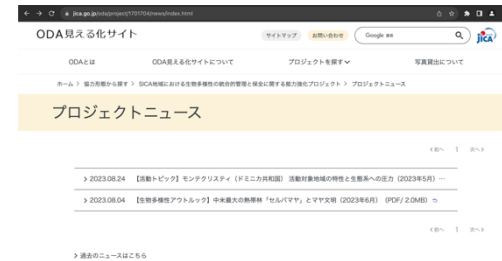 jica.go.jp/oda/project/1701704/news/index.html
ODA見える化サイト
サイトマップ お問い合わせ Google 検索 jICA
ODAとは ODA見える化サイトについて プロジェクトを探す 写真貸出について
ホーム > 協力形態から探す > SICA地域における生物多様性の統合的管理と保全に関する能力強化プロジェクト > プロジェクトニュース
プロジェクトニュース
<前へ 1 次へ>
> 2023.08.24 【活動トピック】モンテクリスティ（ドミニカ共和国） 活動対象地域の特性と生態系への圧力（2023年5月）…
> 2023.08.04 【生物多様性アウトルック】中米最大の熱帯林「セルバマヤ」とマヤ文明（2023年6月） (PDF/ 2.0MB)
<前へ 1 次へ>
> 過去のニュースはこちら